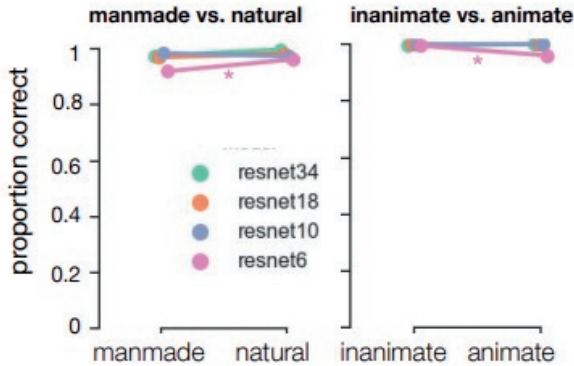 manmade vs. natural
inanimate vs. animate
proportion correct
1
0.8
0.6
0.4
0.2
0
resnet34
resnet18
resnet10
resnet6
*
*
manmade natural
inanimate animate